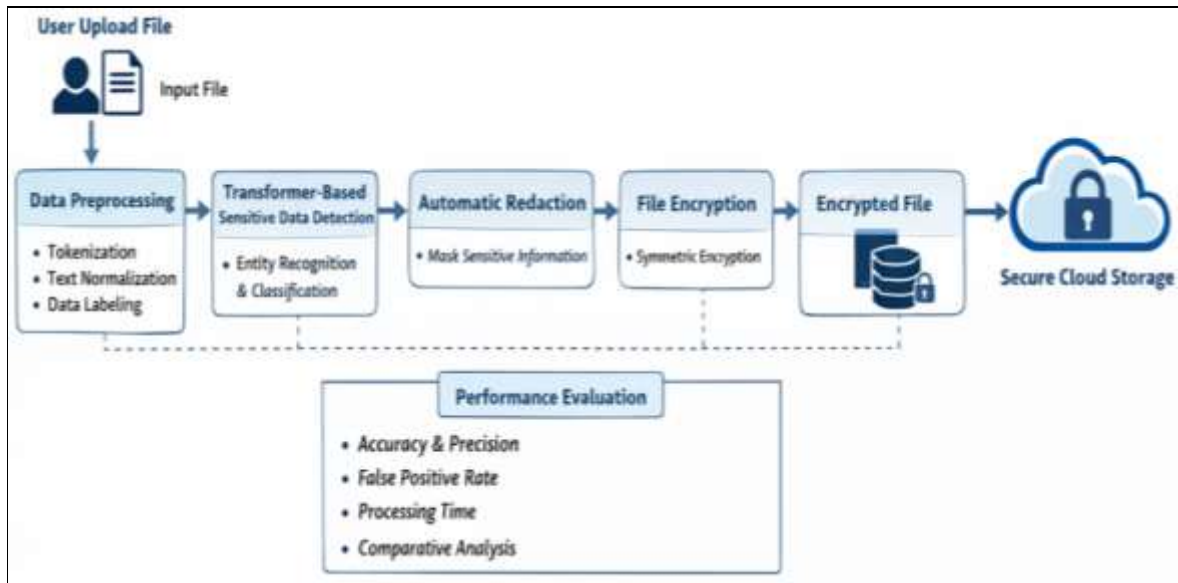 User Upload File
Input File
Data Preprocessing
• Tokenization
• Text Normalization
• Data Labeling
Transformer-Based
Sensitive Data Detection
• Entity Recognition
& Classification
Automatic Redaction
• Mask Sensitive Information
File Encryption
• Symmetric Encryption
Encrypted File
Secure Cloud Storage
Performance Evaluation
• Accuracy & Precision
• False Positive Rate
• Processing Time
• Comparative Analysis